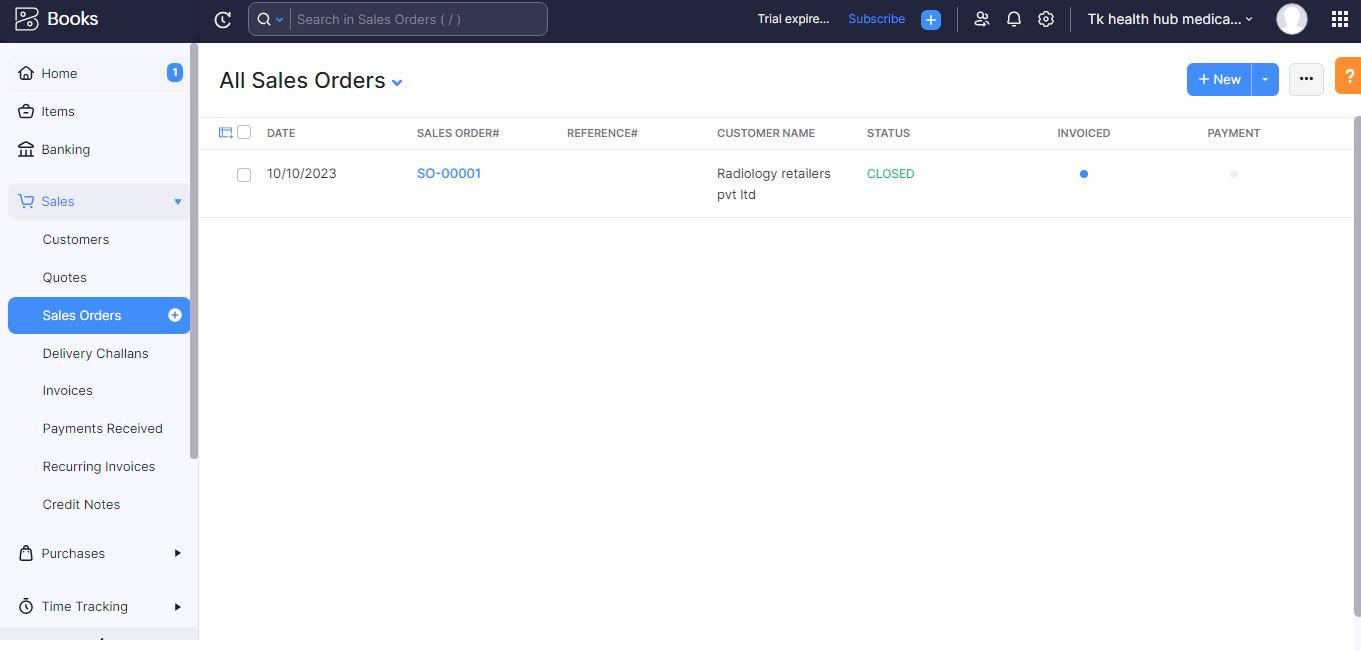 Books
Search in Sales Orders ( / )
Trial expire...
Subscribe
Tk health hub medica...
Home
1
Items
Banking
Sales
Customers
Quotes
Sales Orders
Delivery Challans
Invoices
Payments Received
Recurring Invoices
Credit Notes
Purchases
Time Tracking
All Sales Orders
+ New
...
?
DATE SALES ORDER# REFERENCE# CUSTOMER NAME STATUS INVOICED PAYMENT
10/10/2023 SO-00001 Radiology retailers CLOSED
pvt ltd